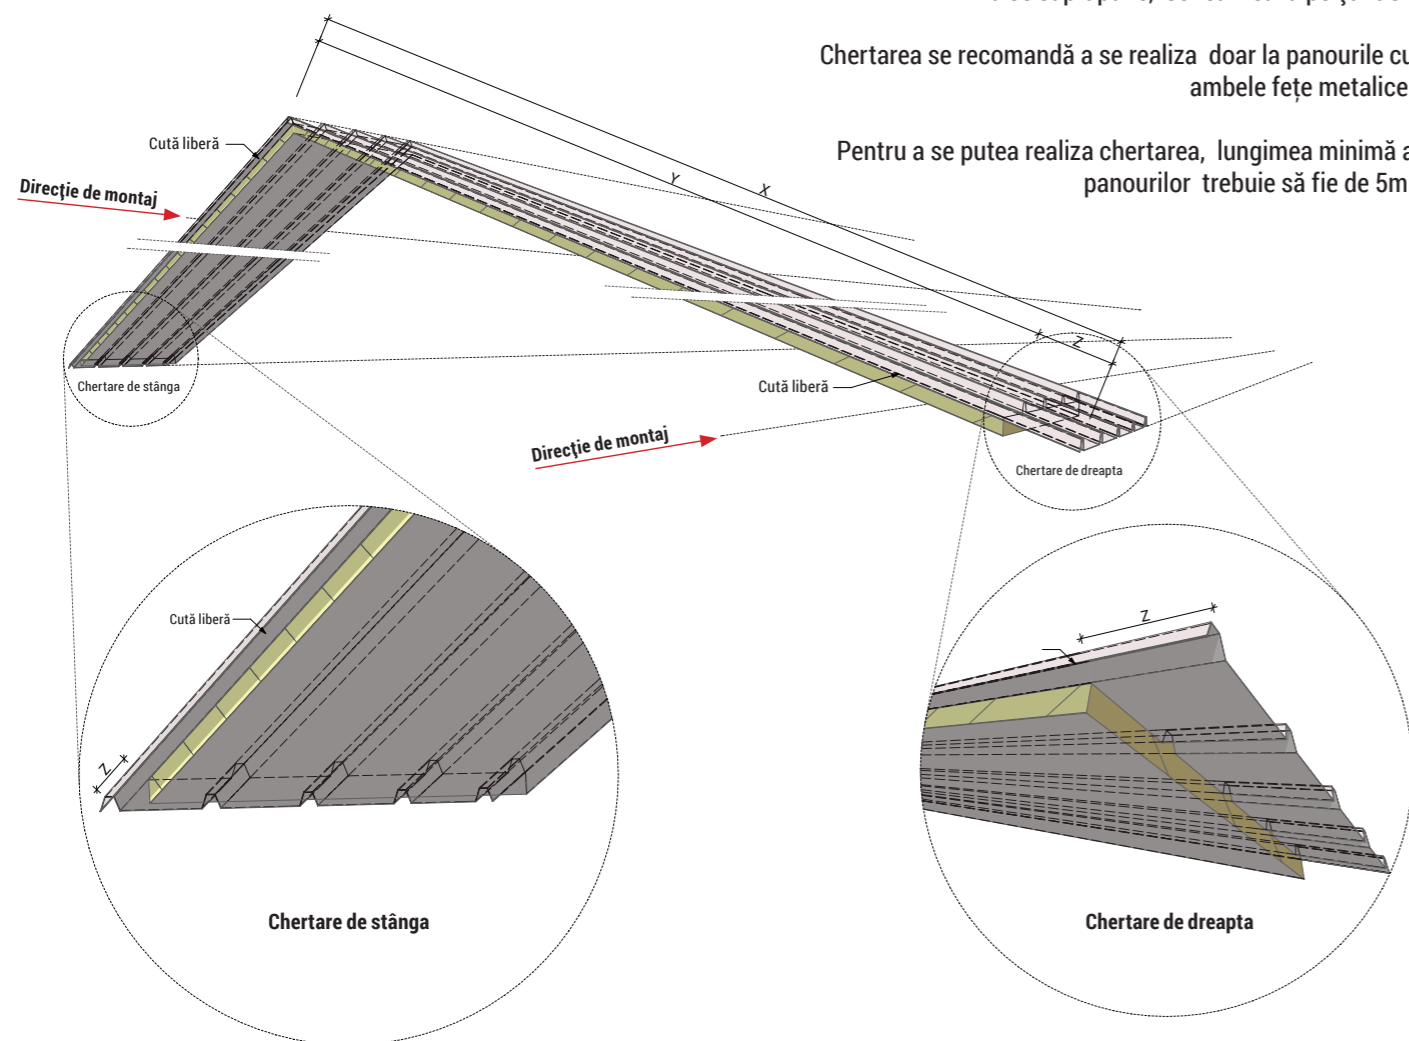 Chertarea se recomandă a se realiza doar la panourile cu
ambele fețe metalice
Pentru a se putea realiza chertarea, lungimea minimă a
panourilor trebuie să fie de 5m
Cută liberă
Direcție de montaj
Y
X
Chertare de stânga
Cută liberă
Z
Direcție de montaj
Chertare de dreapta
Cută liberă
Z
Z
Chertare de stânga
Chertare de dreapta